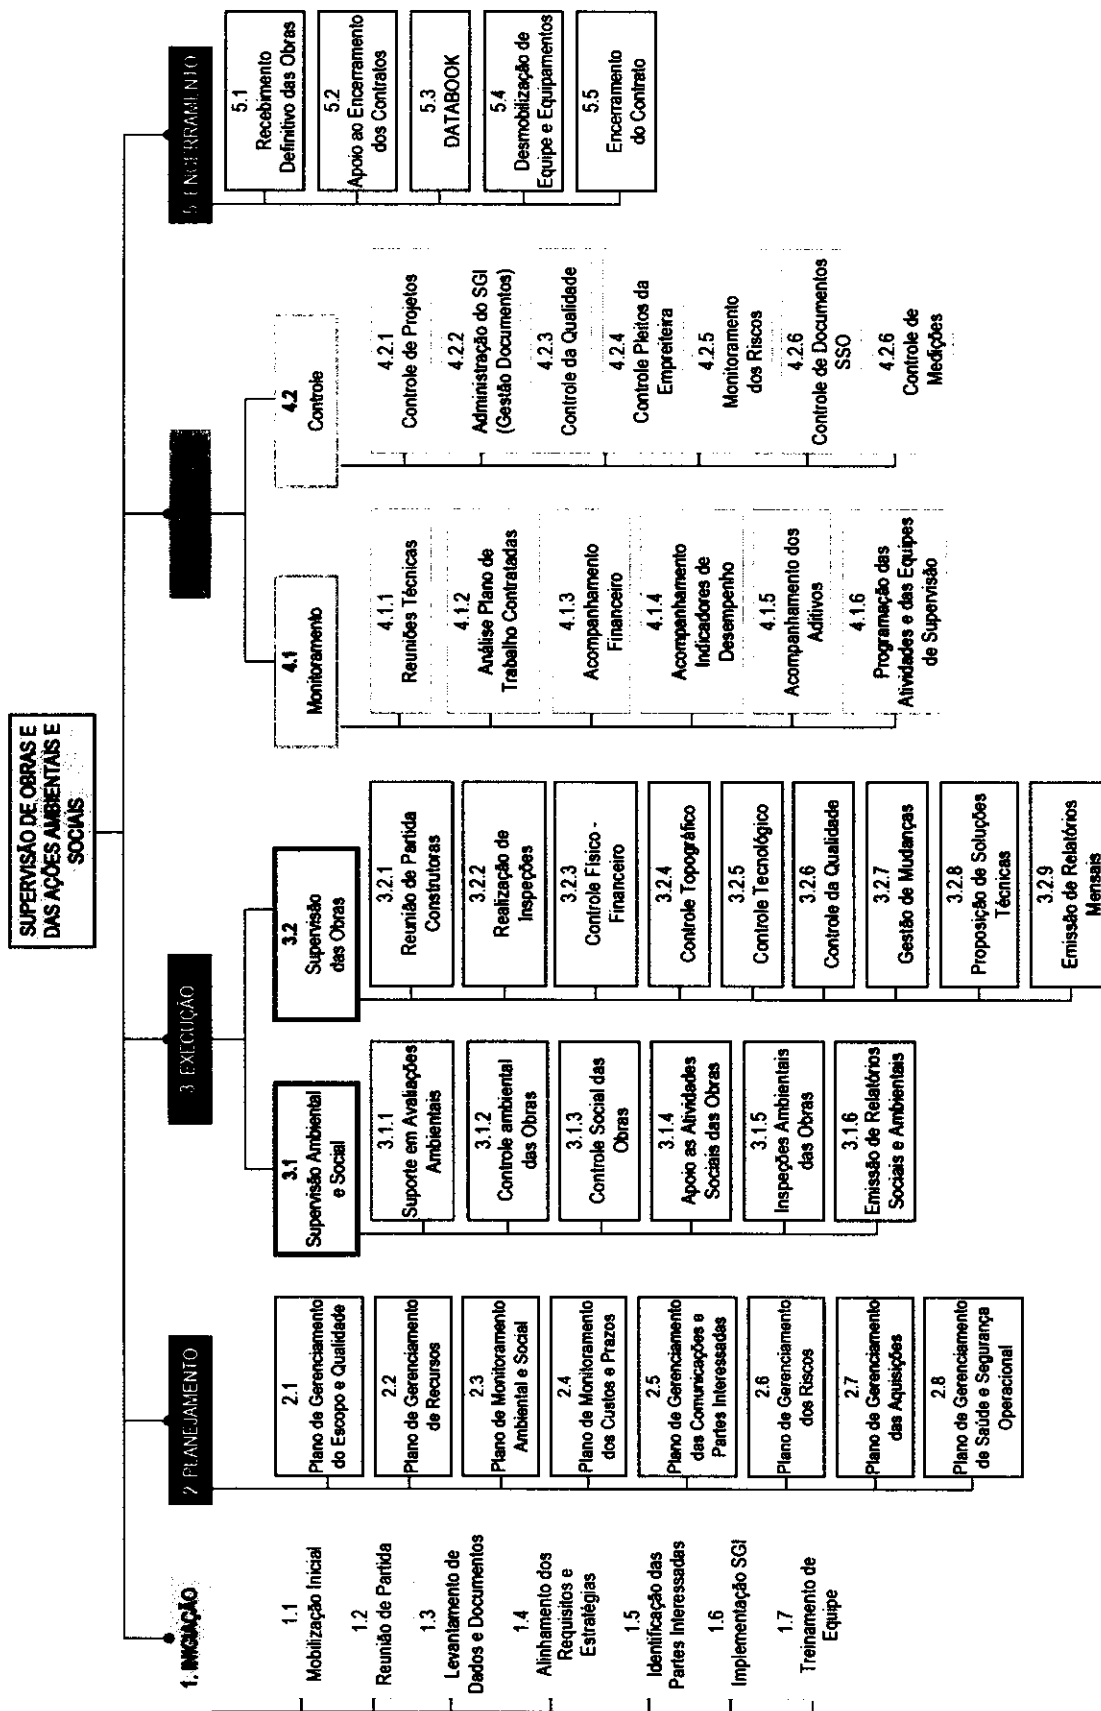 SUPERVISÃO DE OBRAS E
DAS AÇÕES AMBIENTAIS E
SOCIAIS
1. INICIAÇÃO
1.1
Mobilização Inicial
1.2
Reunião de Partida
1.3
Levantamento de
Dados e Documentos
1.4
Alinhamento dos
Requisitos e
Estratégias
1.5
Identificação das
Partes Interessadas
1.6
Implementação SGI
1.7
Treinamento de
Equipe
2 PLANEJAMENTO
2.1
Plano de Gerenciamento
do Escopo e Qualidade
2.2
Plano de Gerenciamento
de Recursos
2.3
Plano de Monitoramento
Ambiental e Social
2.4
Plano de Monitoramento
dos Custos e Prazos
2.5
Plano de Gerenciamento
das Comunicações e
Partes Interessadas
2.6
Plano de Gerenciamento
dos Riscos
2.7
Plano de Gerenciamento
das Aquisições
2.8
Plano de Gerenciamento
de Saúde e Segurança
Operacional
3 EXECUÇÃO
3.1
Supervisão Ambiental
e Social
3.1.1
Suporte em Avaliações
Ambientais
3.1.2
Controle ambiental
das Obras
3.1.3
Controle Social das
Obras
3.1.4
Apoio as Atividades
Sociais das Obras
3.1.5
Inspeções Ambientais
das Obras
3.1.6
Emissão de Relatórios
Sociais e Ambientais
3.2
Supervisão
das Obras
3.2.1
Reunião de Partida
Construtoras
3.2.2
Realização de
Inspeções
3.2.3
Controle Físico -
Financeiro
3.2.4
Controle Topográfico
3.2.5
Controle Tecnológico
3.2.6
Controle da Qualidade
3.2.7
Gestão de Mudanças
3.2.8
Proposição de Soluções
Técnicas
3.2.9
Emissão de Relatórios
Mensais
4.1
Monitoramento
4.1.1
Reuniões Técnicas
4.1.2
Análise Plano de
Trabalho Contratadas
4.1.3
Acompanhamento
Financeiro
4.1.4
Acompanhamento
Indicadores de
Desempenho
4.1.5
Acompanhamento dos
Aditivos
4.1.6
Programação das
Atividades e das Equipes
de Supervisão
4.2
Controle
4.2.1
Controle de Projetos
4.2.2
Administração do SGI
(Gestão Documentos)
4.2.3
Controle da Qualidade
4.2.4
Controle Pleitos da
Empreiteira
4.2.5
Monitoramento
dos Riscos
4.2.6
Controle de Documentos
SSO
4.2.6
Controle de
Medições
5 ENCERRAMENTO
5.1
Recebimento
Definitivo das Obras
5.2
Apoio ao Encerramento
dos Contratos
5.3
DATABOOK
5.4
Desmobilização de
Equipe e Equipamentos
5.5
Encerramento
do Contrato